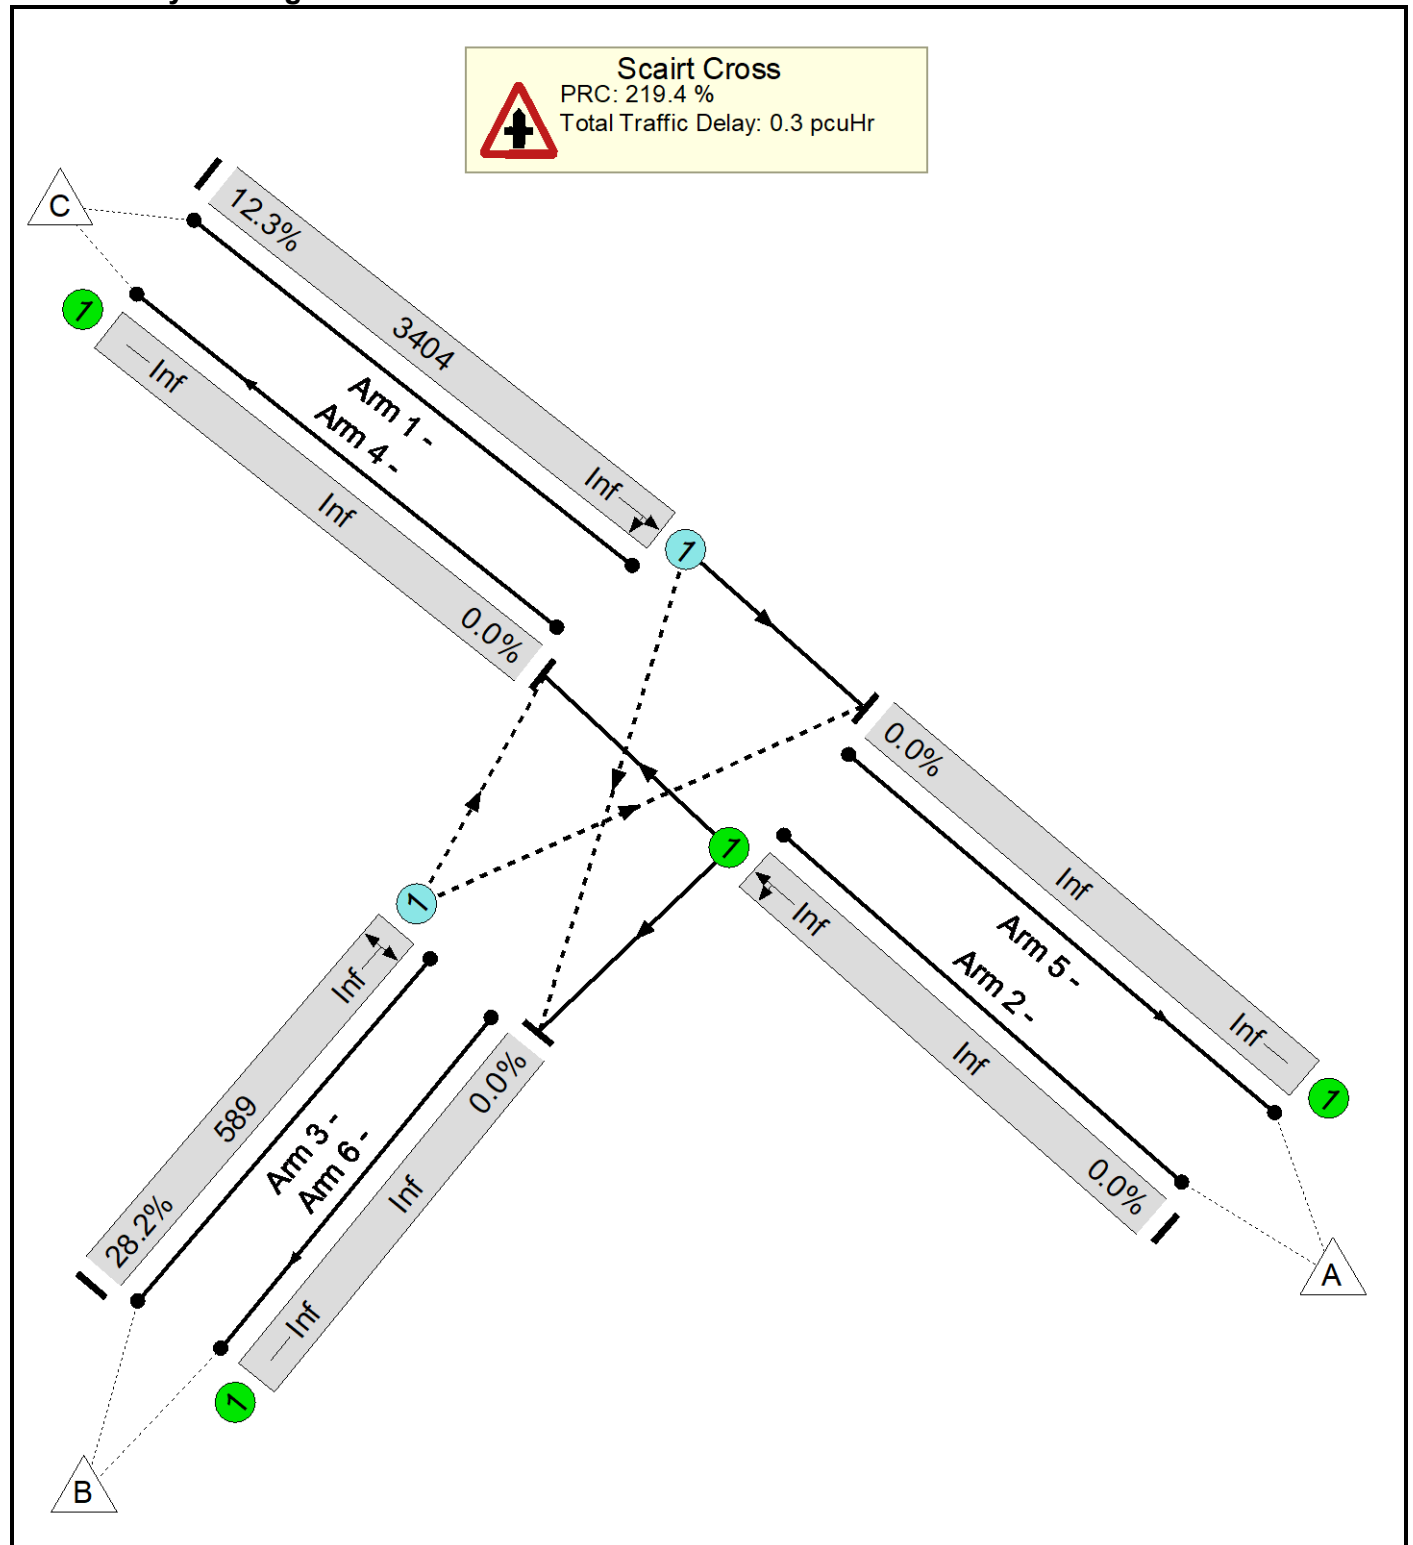 Scairt Cross
PRC: 219.4 %
Total Traffic Delay: 0.3 pcuHr
C
12.3%
3404
Inf
1
1
Inf
Inf
0.0%
Arm 1 -
Arm 4 -
0.0%
Inf
Inf
1
Arm 5 -
Arm 2 -
1
Inf
Inf
0.0%
A
1
Inf
589
28.2%
Arm 3 -
Arm 6 -
0.0%
Inf
Inf
1
B